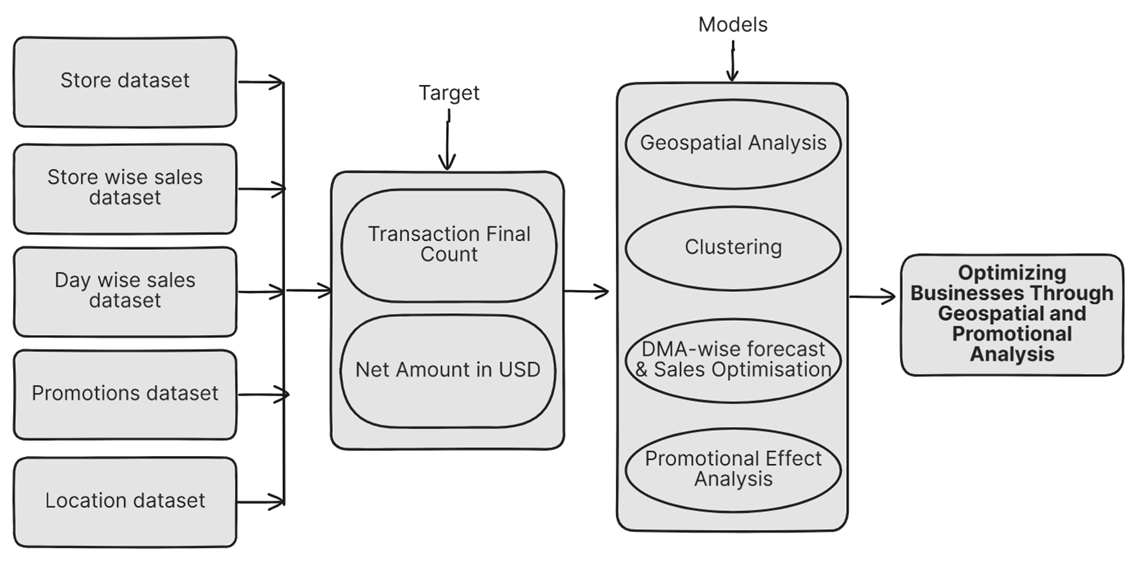 Store dataset
Store wise sales
dataset
Day wise sales
dataset
Promotions dataset
Location dataset
Target
Transaction Final
Count
Net Amount in USD
Models
Geospatial Analysis
Clustering
DMA-wise forecast
& Sales Optimisation
Promotional Effect
Analysis
Optimizing
Businesses Through
Geospatial and
Promotional
Analysis